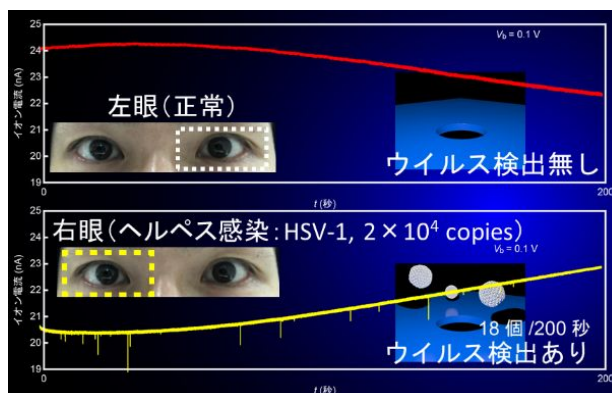 V_b = 0.1 V
25
24
23
22
21
20
19
イオン電流 (nA)
左眼(正常)
ウイルス検出無し
0
t (秒)
200
右眼(ヘルペス感染:HSV-1, 2×10⁴ copies)
V_b = 0.1 V
25
24
23
22
21
20
19
イオン電流 (nA)
18 個 /200 秒
ウイルス検出あり
0
t (秒)
200